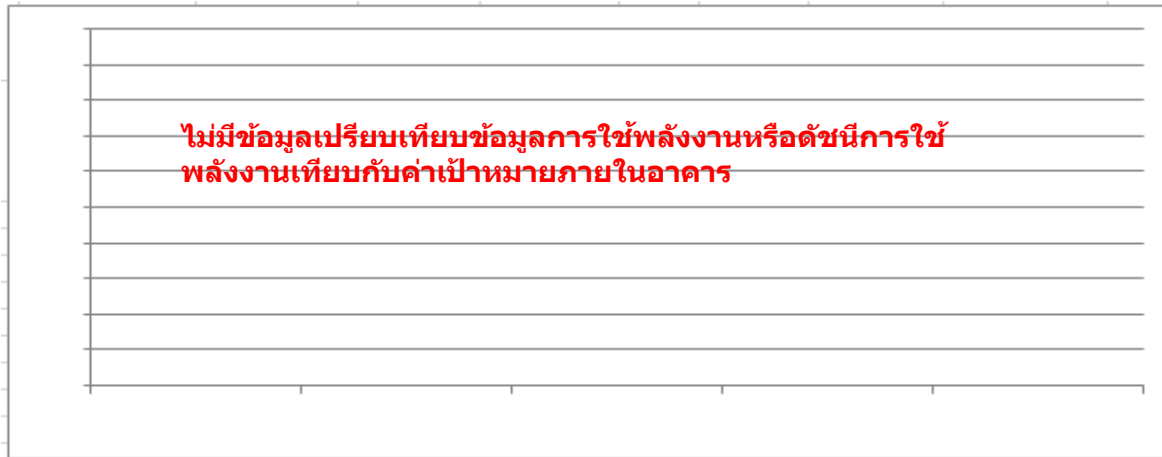 ไม่มีข้อมูลเปรียบเทียบข้อมูลการใช้พลังงานหรือดัชนีการใช้
พลังงานเทียบกับค่าเป้าหมายภายในอาคาร